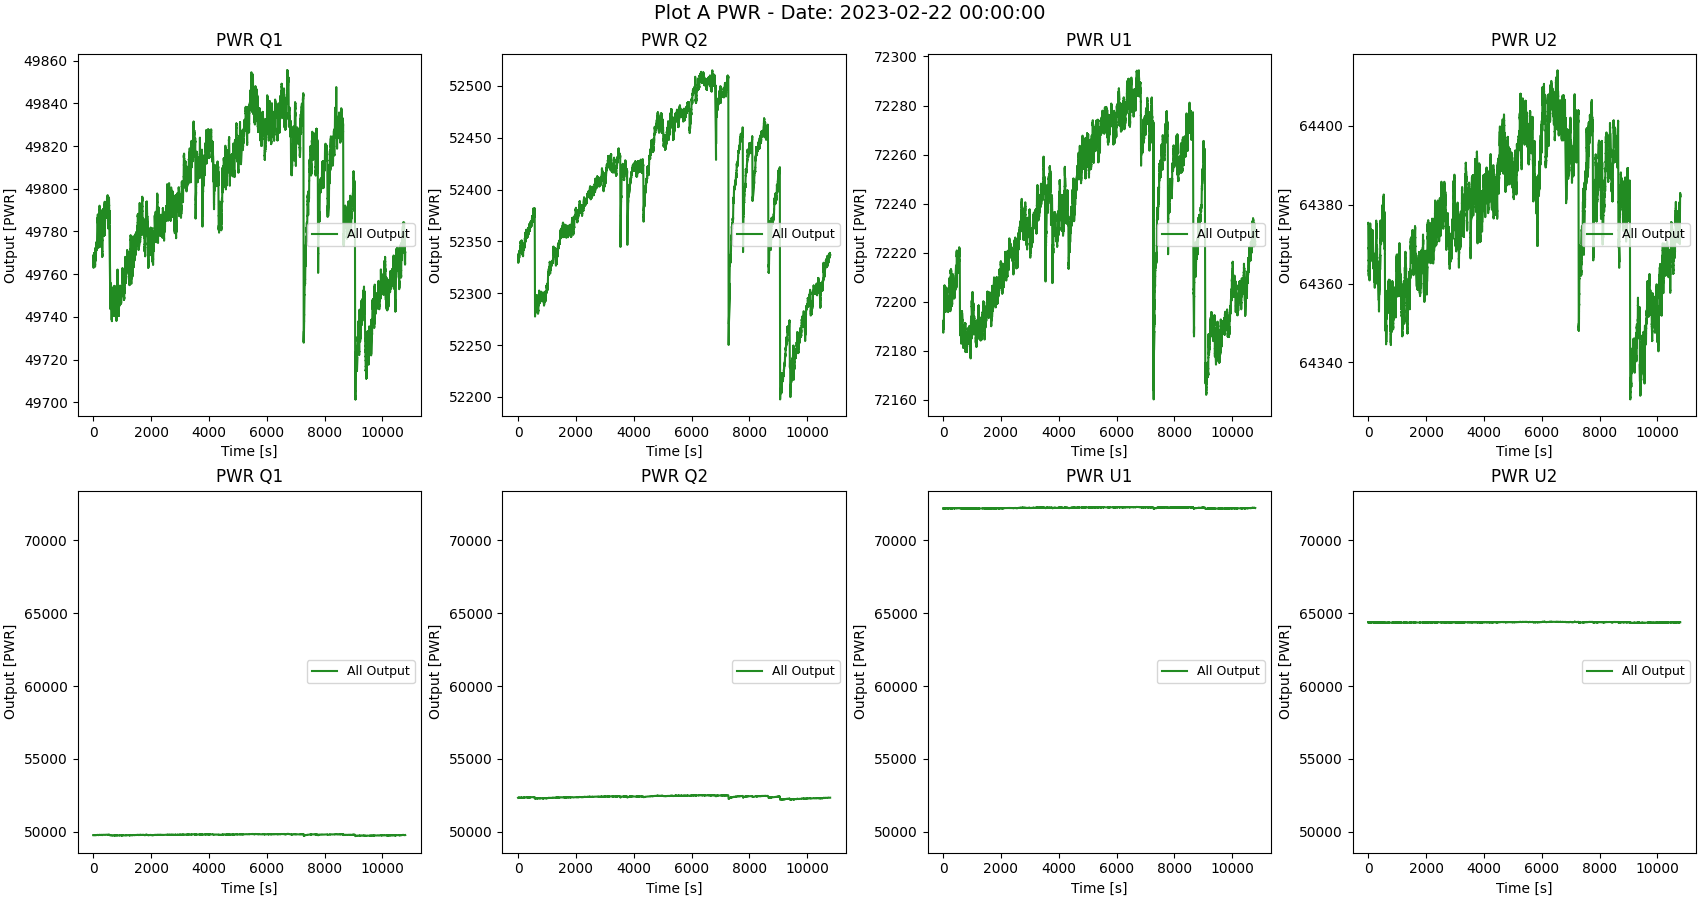 Plot A PWR - Date: 2023-02-22 00:00:00
PWR Q1
PWR Q2
PWR U1
PWR U2
Output [PWR]
49860
49840
49820
49800
49780
49760
49740
49720
49700
All Output
0 2000 4000 6000 8000 10000
Time [s]
Output [PWR]
52500
52450
52400
52350
52300
52250
52200
All Output
0 2000 4000 6000 8000 10000
Time [s]
Output [PWR]
72300
72280
72260
72240
72220
72200
72180
72160
All Output
0 2000 4000 6000 8000 10000
Time [s]
Output [PWR]
64400
64380
64360
64340
All Output
0 2000 4000 6000 8000 10000
Time [s]
PWR Q1
PWR Q2
PWR U1
PWR U2
Output [PWR]
70000
65000
60000
55000
50000
All Output
0 2000 4000 6000 8000 10000
Time [s]
Output [PWR]
70000
65000
60000
55000
50000
All Output
0 2000 4000 6000 8000 10000
Time [s]
Output [PWR]
70000
65000
60000
55000
50000
All Output
0 2000 4000 6000 8000 10000
Time [s]
Output [PWR]
70000
65000
60000
55000
50000
All Output
0 2000 4000 6000 8000 10000
Time [s]